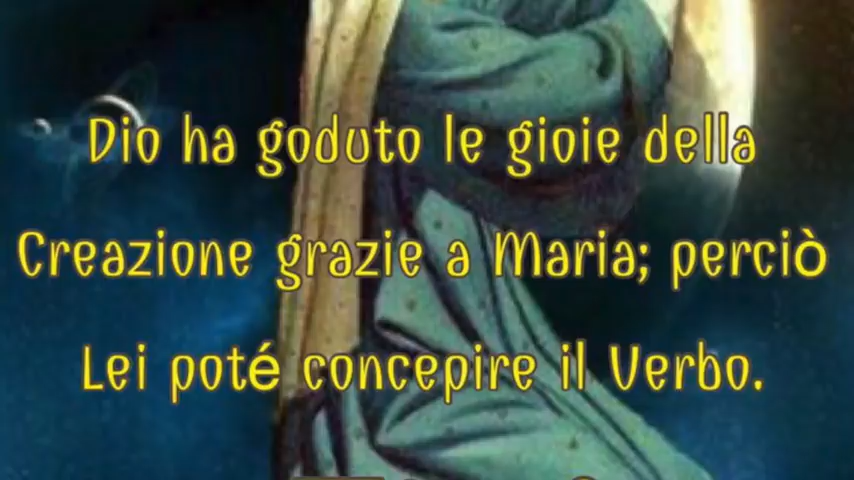 Dio ha goduto le gioie della
Creazione grazie a Maria; perciò
Lei poté concepire il Verbo.